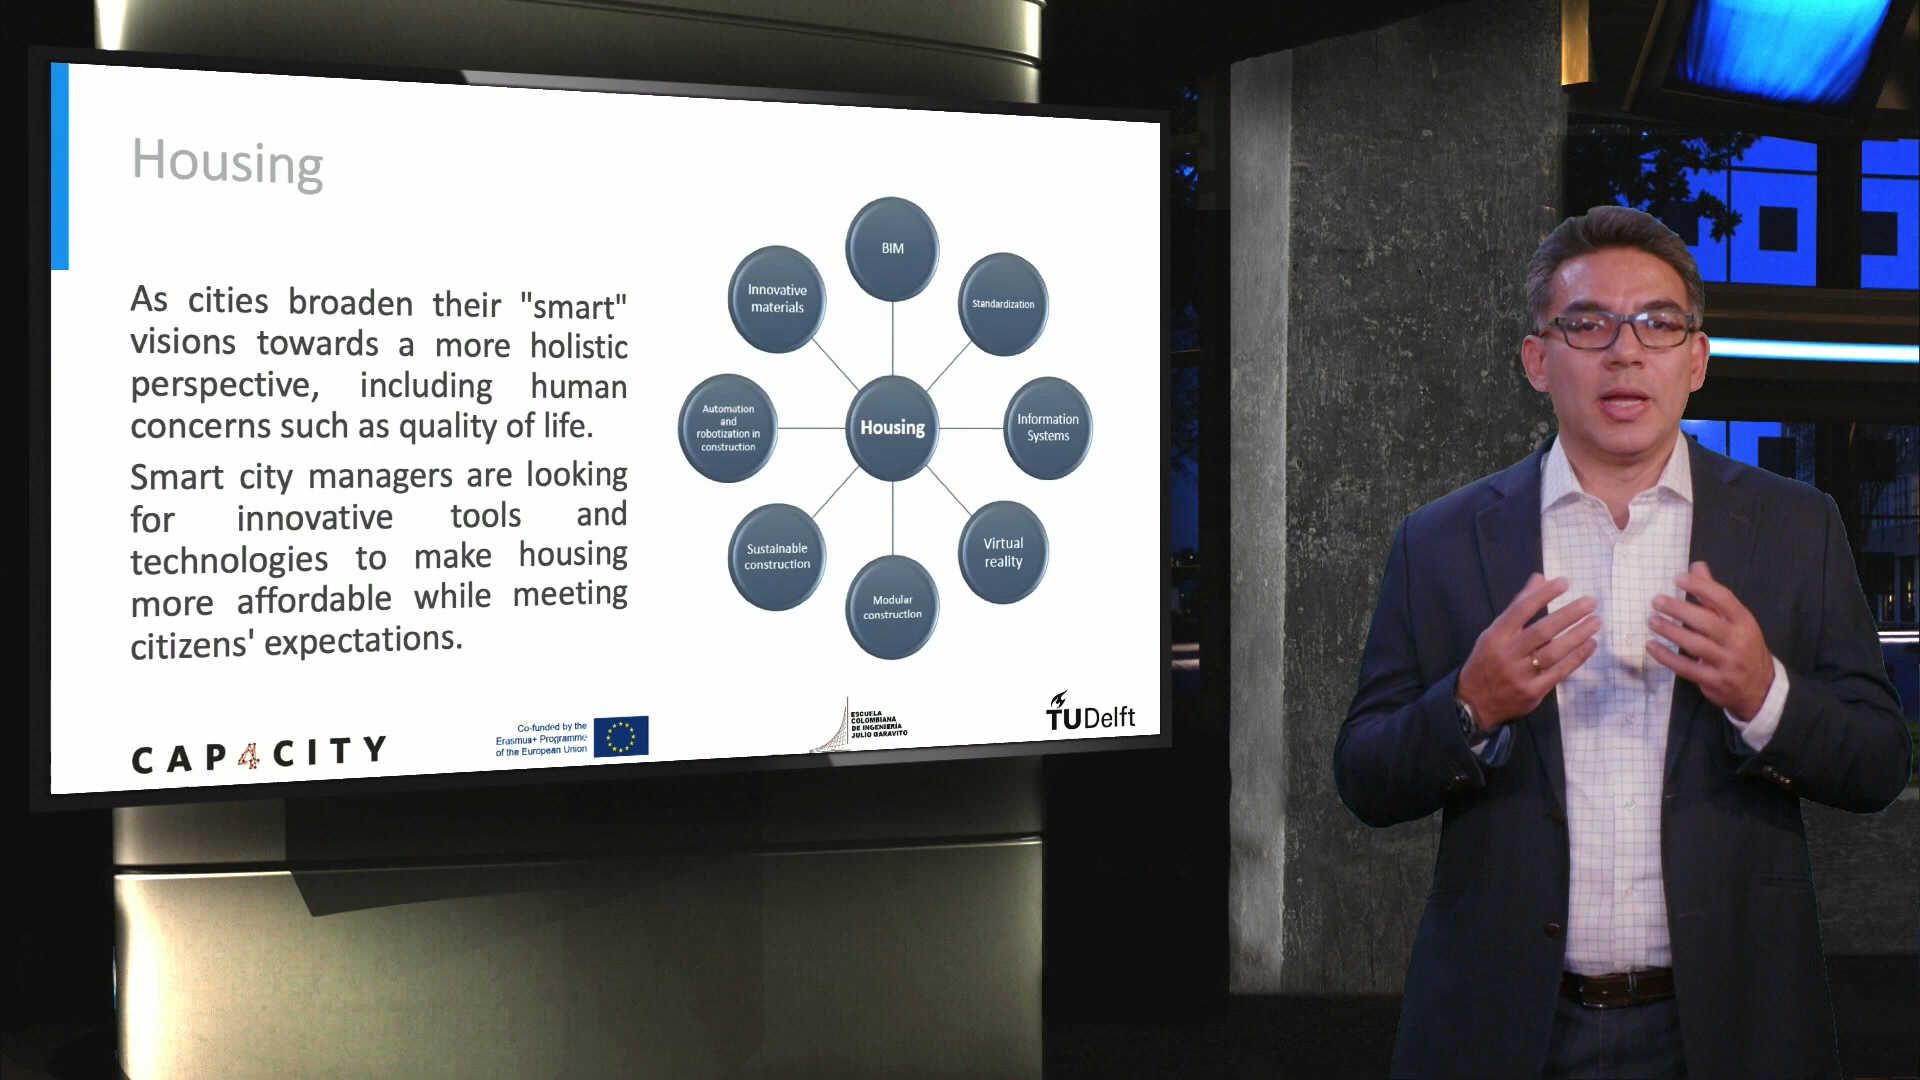 Housing
As cities broaden their "smart"
visions towards a more holistic
perspective, including human
concerns such as quality of life.
Smart city managers are looking
for innovative tools and
technologies to make housing
more affordable while meeting
citizens' expectations.
BIM
Standardization
Information
Systems
Virtual
reality
Modular
construction
Sustainable
construction
Automation
and
robotization in
construction
Innovative
materials
Housing
CAP4CITY
Co-funded by the
Erasmus+ Programme
of the European Union
ESCUELA
COLOMBIANA
DE INGENIERÍA
JULIO GARAVITO
TUDelft